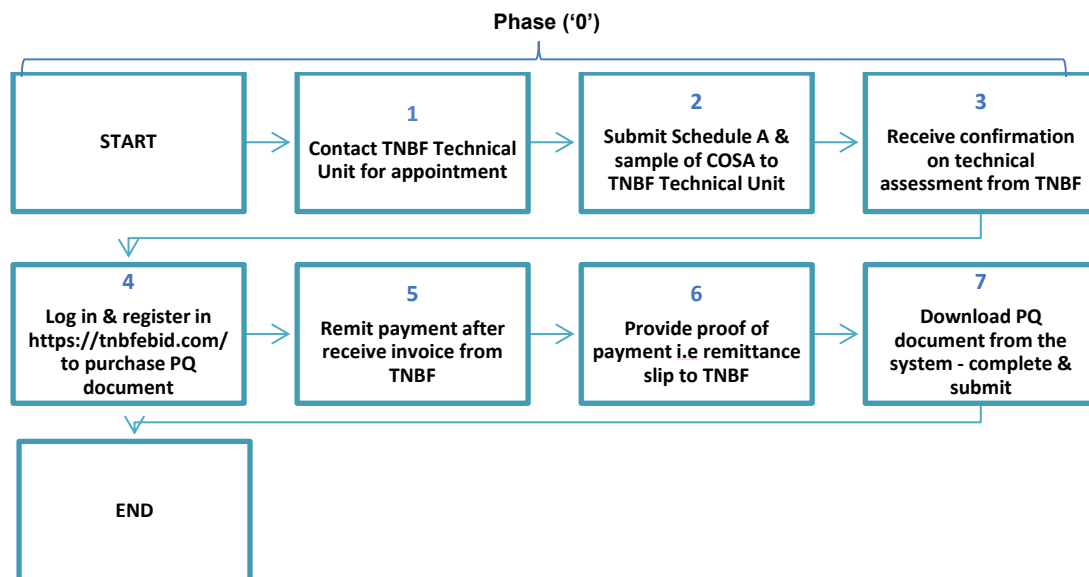 Phase (‘0’)
START
1
Contact TNBF Technical
Unit for appointment
2
Submit Schedule A &
sample of COSA to
TNBF Technical Unit
3
Receive confirmation
on technical
assessment from TNBF
4
Log in & register in
https://tnbfebid.com/
to purchase PQ
document
5
Remit payment after
receive invoice from
TNBF
6
Provide proof of
payment i.e remittance
slip to TNBF
7
Download PQ
document from the
system - complete &
submit
END